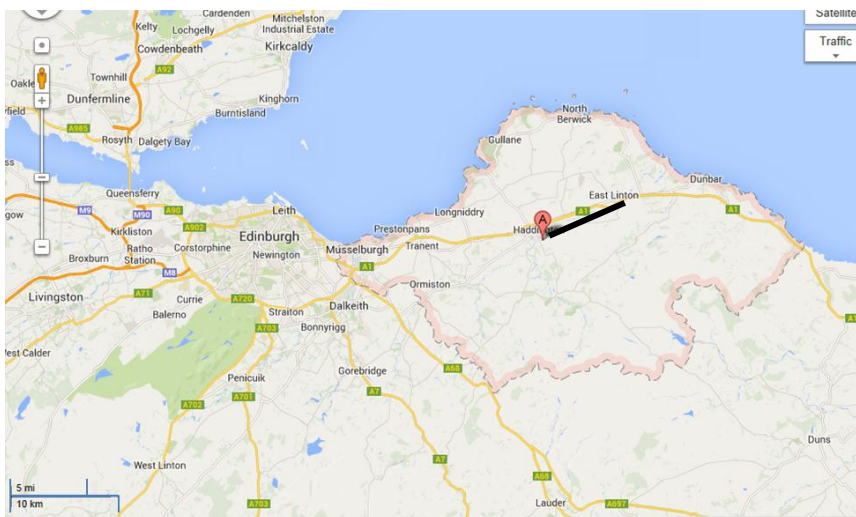 Cardenden
Mitchelston
Industrial Estate
Kelty
Lochgelly
Kirkcaldy
Cowdenbeath
A92
Townhill
Dunfermline
Kinghorn
Burntisland
A985
Rosyth
Dalgety Bay
Satellite
Traffic
North
Berwick
Gullane
Dunbar
East Linton
A1
A1
Longniddry
Prestonpans
Tranent
A
Queensferry
M9
M90
A90
A902
Leith
Edinburgh
Musselburgh
Kirkliston
Ratho
Station
Corstorphine
Newington
Broxburn
M8
A1
Ormiston
Livingston
A71
Currie
A720
Balerno
Straiton
Dalkeith
A703
Bonnyrigg
West Calder
Gorebridge
A68
Penicuik
A7
A702
A701
Duns
West Linton
A7
A68
5 mi
10 km
A703
Lauder
A697